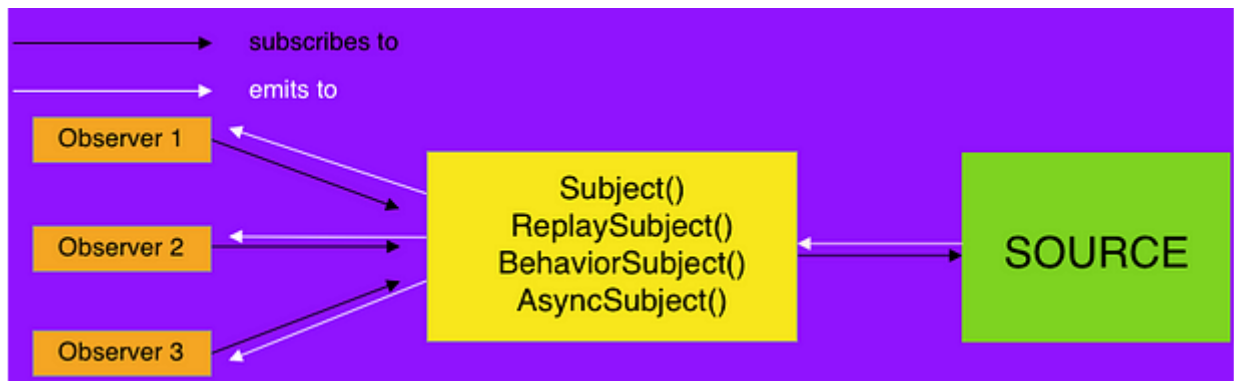 subscribes to
emits to
Observer 1
Observer 2
Observer 3
Subject()
ReplaySubject()
BehaviorSubject()
AsyncSubject()
SOURCE